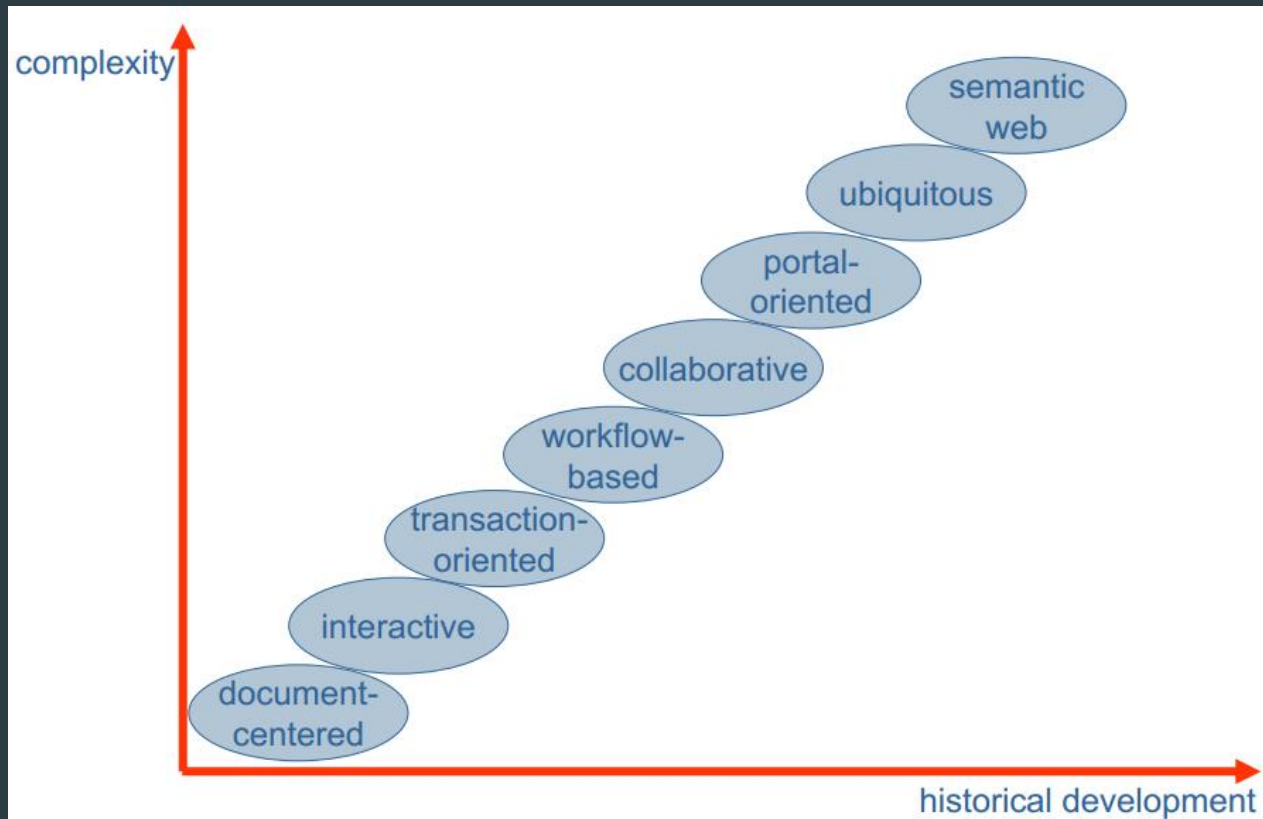 complexity
semantic
web
ubiquitous
portal-
oriented
collaborative
workflow-
based
transaction-
oriented
interactive
document-
centered
historical development